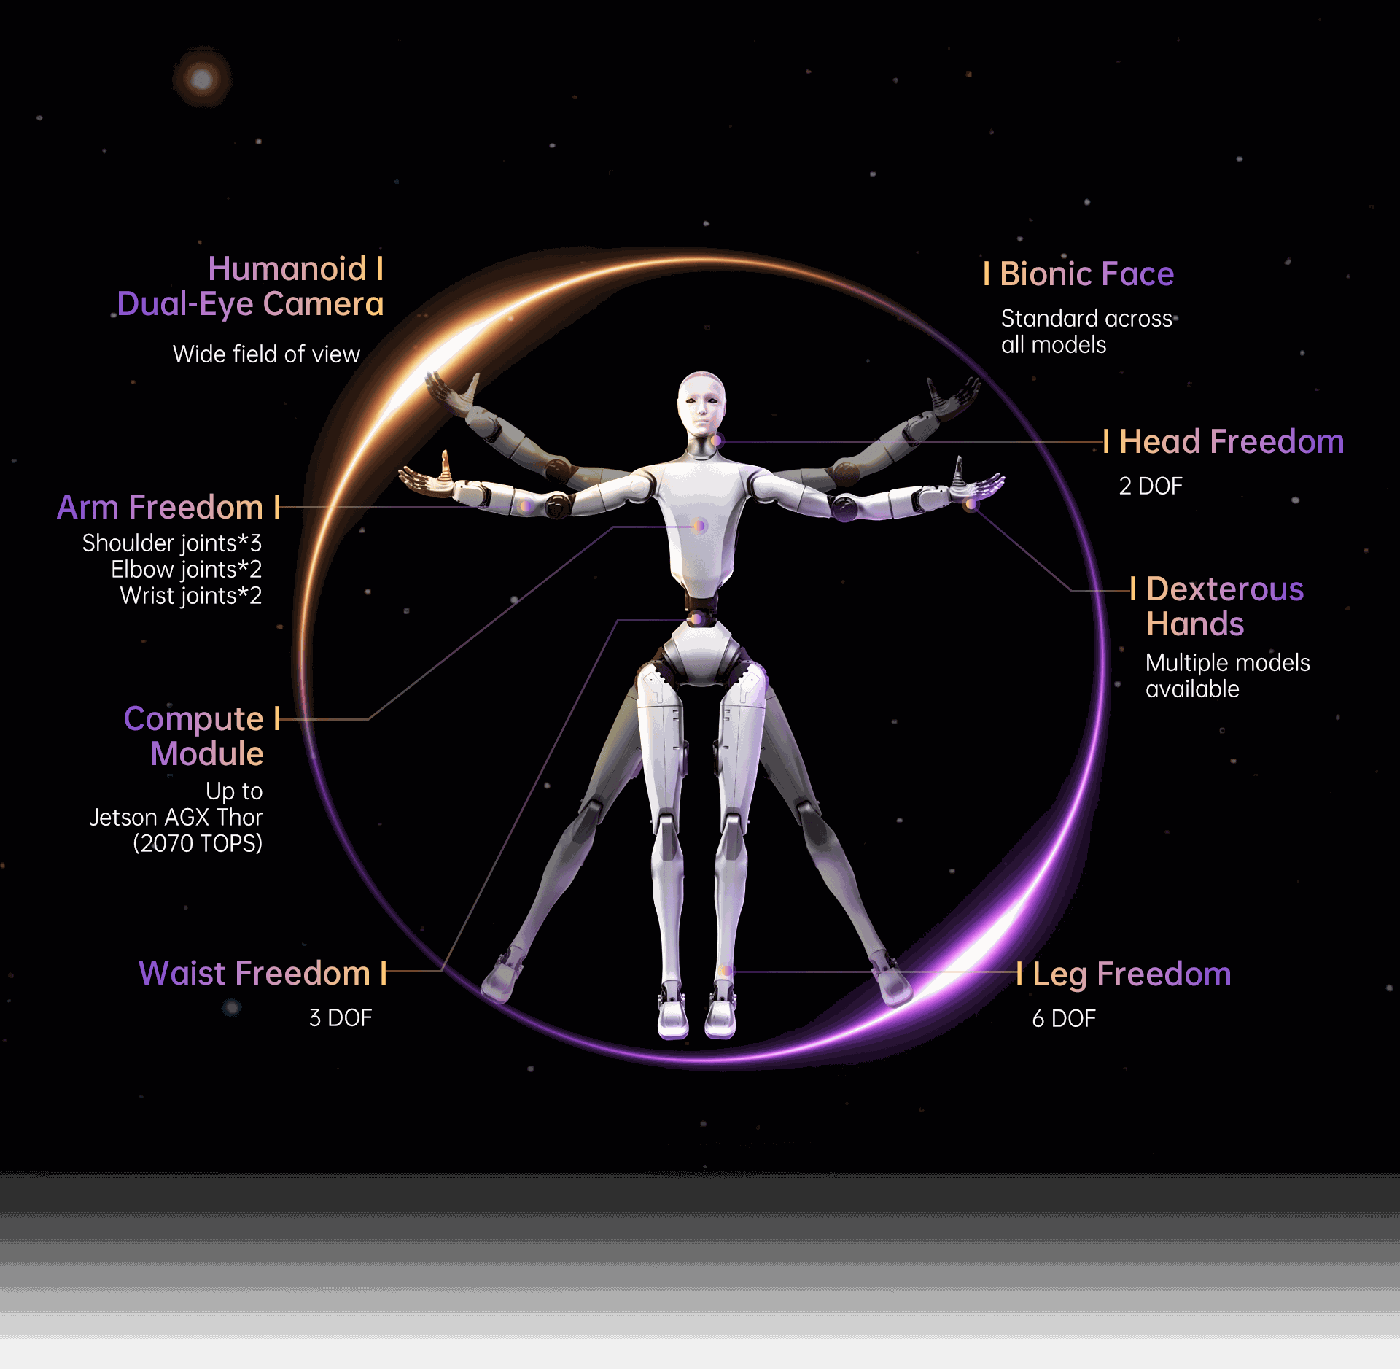 Humanoid
Dual-Eye Camera
Wide field of view
Bionic Face
Standard across
all models
Head Freedom
2 DOF
Arm Freedom
Shoulder joints*3
Elbow joints*2
Wrist joints*2
Dexterous
Hands
Multiple models
available
Compute
Module
Up to
Jetson AGX Thor
(2070 TOPS)
Waist Freedom
3 DOF
Leg Freedom
6 DOF